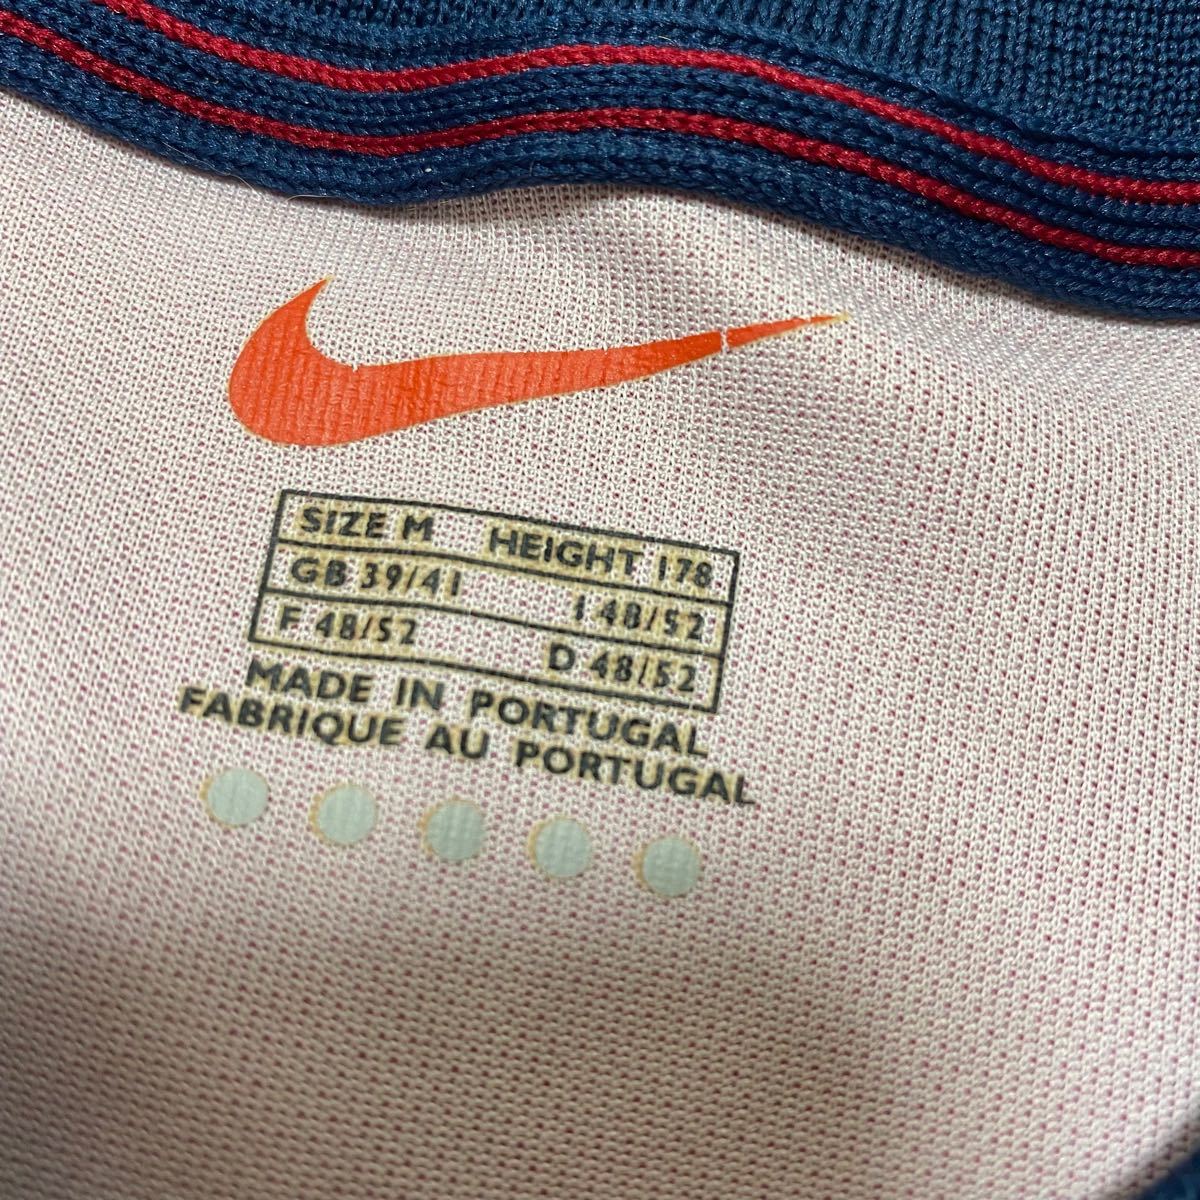 SIZE M HEIGHT 178
GB 39/41 I 48/52
F 48/52 D 48/52
MADE IN PORTUGAL
FABRIQUE AU PORTUGAL